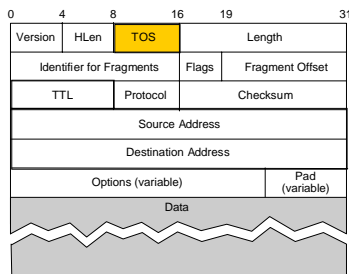 0 4 8 16 19 31
Version HLen TOS Length
Identifier for Fragments Flags Fragment Offset
TTL Protocol Checksum
Source Address
Destination Address
Options (variable) Pad
(variable)
Data